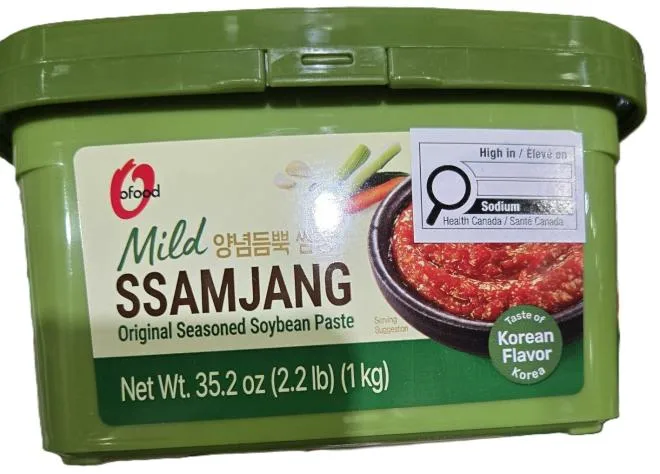 High in / Élevé en
Sodium
Health Canada / Santé Canada
ofood
Mild 양념듬뿍
SSAMJANG
Original Seasoned Soybean Paste
Serving
Suggestion
Taste of
Korean
Flavor
Korea
Net Wt. 35.2 oz (2.2 lb) (1 kg)